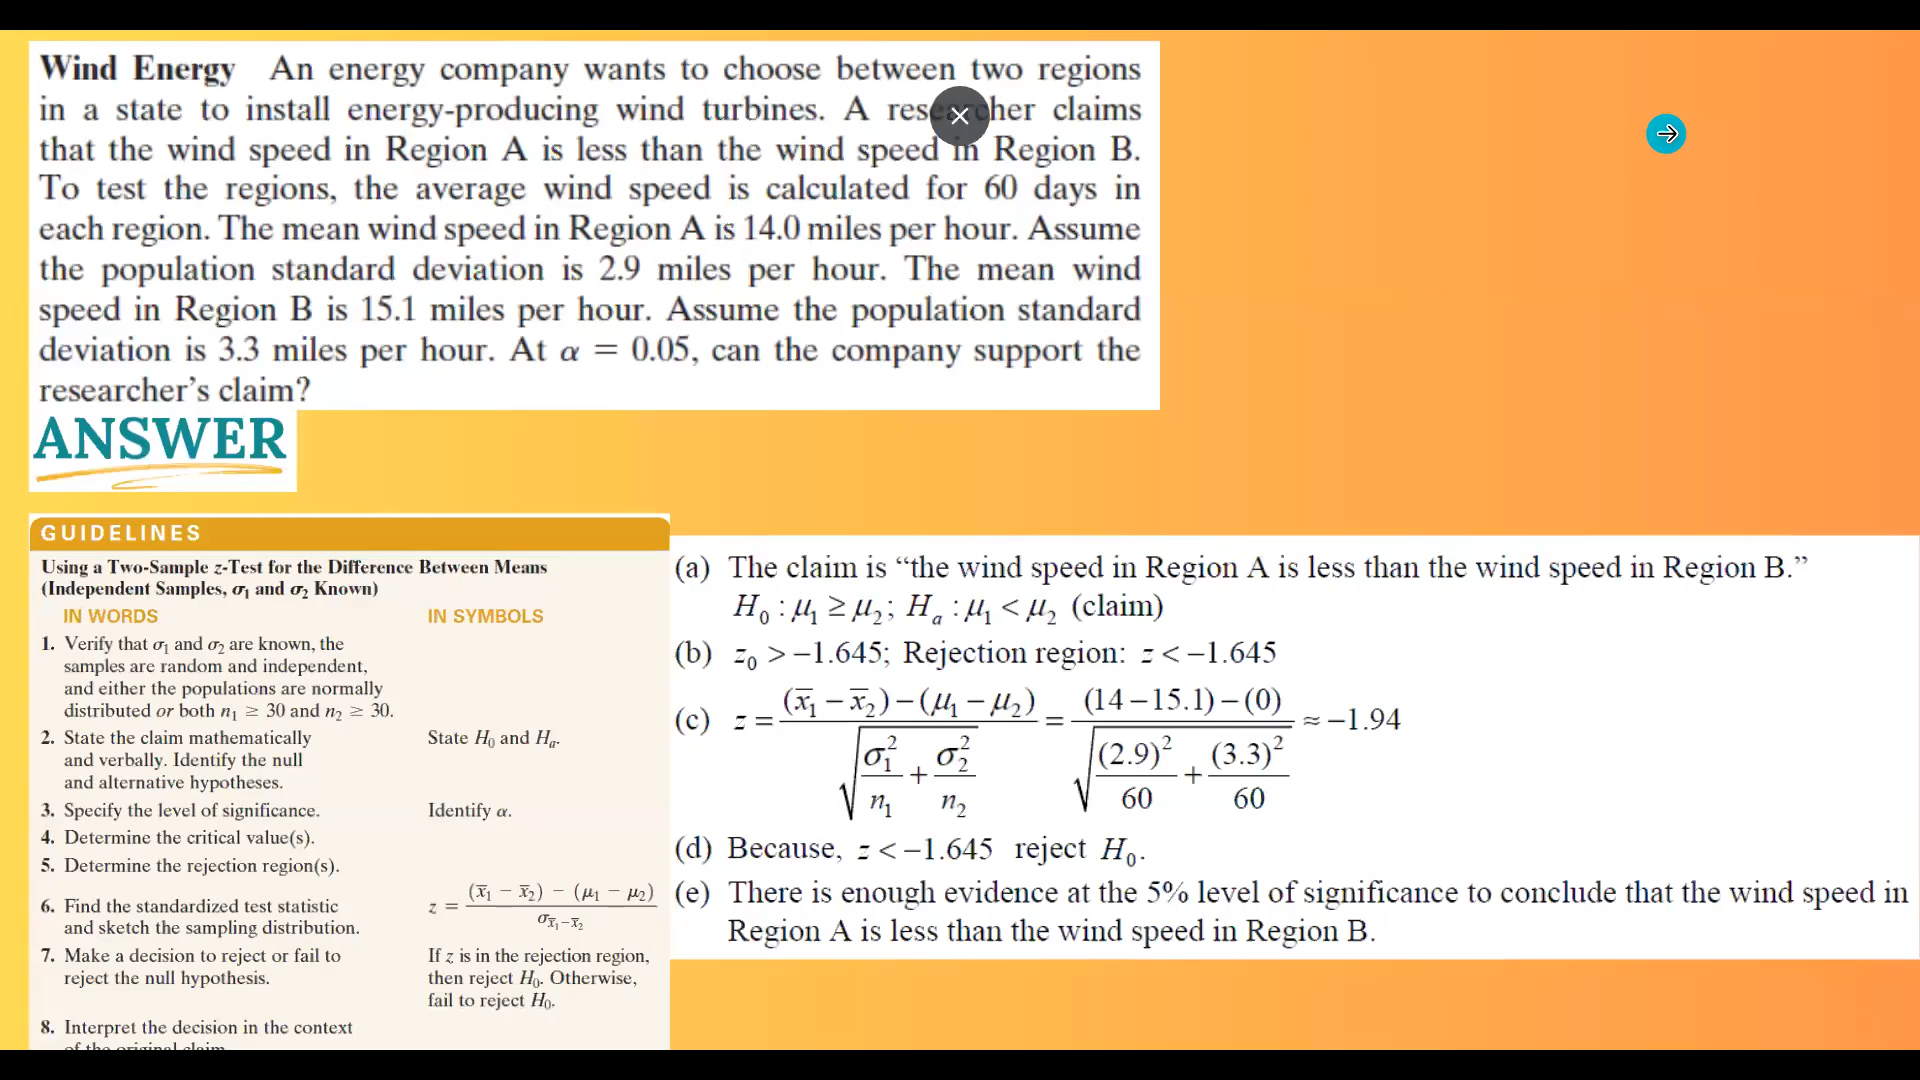 Wind Energy An energy company wants to choose between two regions
in a state to install energy-producing wind turbines. A researcher claims
that the wind speed in Region A is less than the wind speed in Region B.
To test the regions, the average wind speed is calculated for 60 days in
each region. The mean wind speed in Region A is 14.0 miles per hour. Assume
the population standard deviation is 2.9 miles per hour. The mean wind
speed in Region B is 15.1 miles per hour. Assume the population standard
deviation is 3.3 miles per hour. At α = 0.05, can the company support the
researcher's claim?
ANSWER
GUIDELINES
Using a Two-Sample z-Test for the Difference Between Means
(Independent Samples, σ₁ and σ₂ Known)
IN WORDS IN SYMBOLS
1. Verify that σ₁ and σ₂ are known, the
samples are random and independent,
and either the populations are normally
distributed or both n₁ ≥ 30 and n₂ ≥ 30.
2. State the claim mathematically State H₀ and Hₐ.
and verbally. Identify the null
and alternative hypotheses.
3. Specify the level of significance. Identify α.
4. Determine the critical value(s).
5. Determine the rejection region(s).
6. Find the standardized test statistic z = (x̄₁ − x̄₂) − (μ₁ − μ₂) / σx̄₁−x̄₂
and sketch the sampling distribution.
7. Make a decision to reject or fail to If z is in the rejection region,
reject the null hypothesis. then reject H₀. Otherwise,
fail to reject H₀.
8. Interpret the decision in the context
of the original claim.
(a) The claim is “the wind speed in Region A is less than the wind speed in Region B.”
H₀ : μ₁ ≥ μ₂; Hₐ : μ₁ < μ₂ (claim)
(b) z₀ > −1.645; Rejection region: z < −1.645
(c) z = (x̄₁ − x̄₂) − (μ₁ − μ₂) / √(σ₁²/n₁ + σ₂²/n₂) = (14 − 15.1) − (0) / √((2.9)²/60 + (3.3)²/60) ≈ −1.94
(d) Because, z < −1.645 reject H₀.
(e) There is enough evidence at the 5% level of significance to conclude that the wind speed in
Region A is less than the wind speed in Region B.